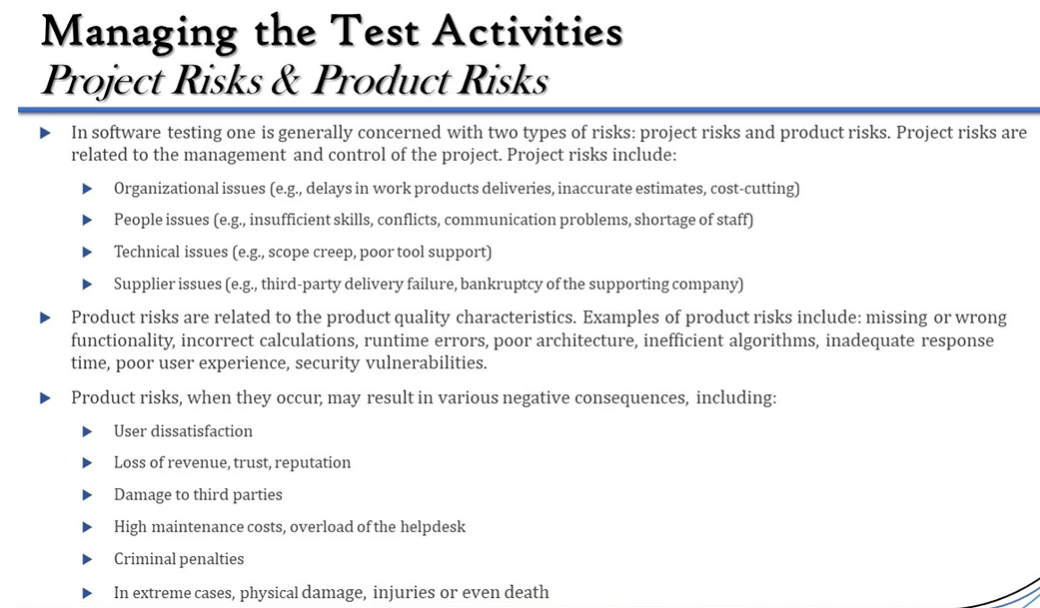 Managing the Test Activities
Project Risks & Product Risks
In software testing one is generally concerned with two types of risks: project risks and product risks. Project risks are
related to the management and control of the project. Project risks include:
Organizational issues (e.g., delays in work products deliveries, inaccurate estimates, cost-cutting)
People issues (e.g., insufficient skills, conflicts, communication problems, shortage of staff)
Technical issues (e.g., scope creep, poor tool support)
Supplier issues (e.g., third-party delivery failure, bankruptcy of the supporting company)
Product risks are related to the product quality characteristics. Examples of product risks include: missing or wrong
functionality, incorrect calculations, runtime errors, poor architecture, inefficient algorithms, inadequate response
time, poor user experience, security vulnerabilities.
Product risks, when they occur, may result in various negative consequences, including:
User dissatisfaction
Loss of revenue, trust, reputation
Damage to third parties
High maintenance costs, overload of the helpdesk
Criminal penalties
In extreme cases, physical damage, injuries or even death